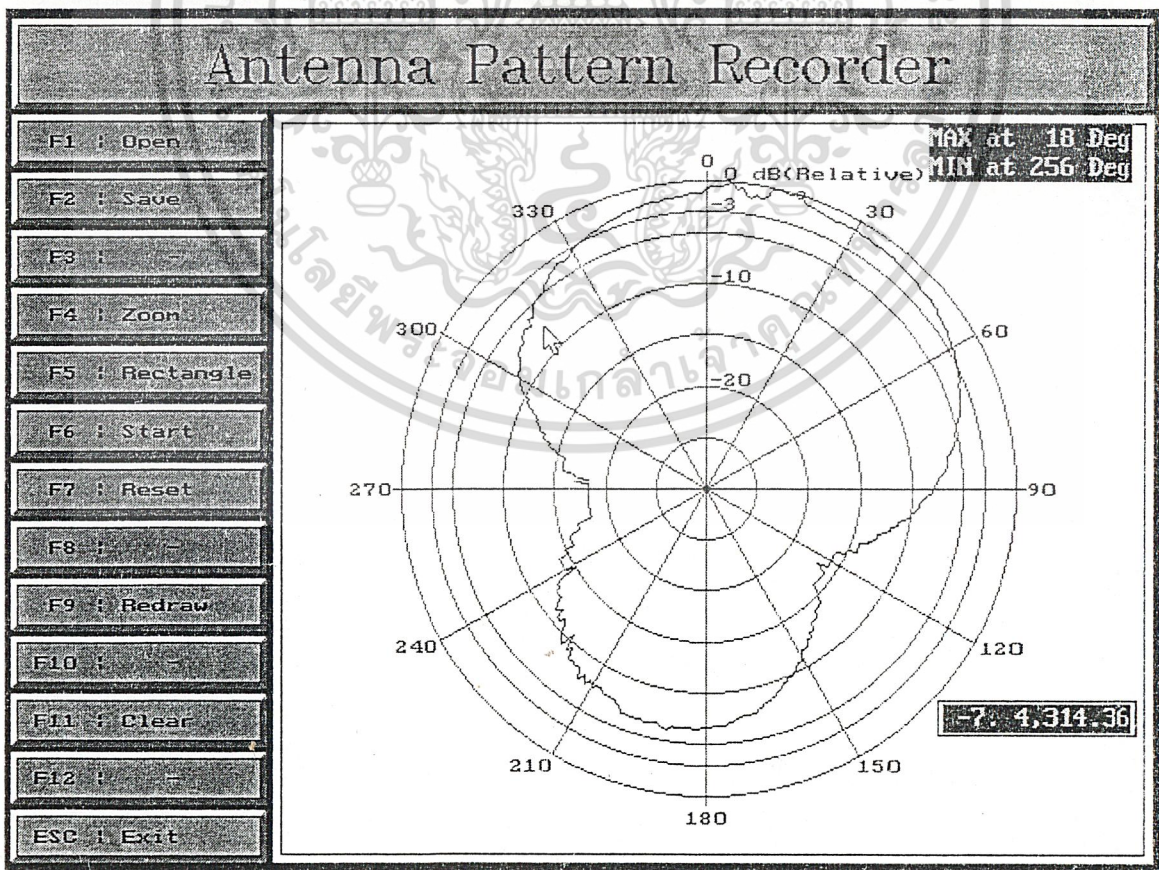 Antenna Pattern Recorder
F1 : Open
F2 : Save
F3 : -
F4 : Zoom
F5 : Rectangle
F6 : Start
F7 : Reset
F8 : -
F9 : Redraw
F10 : -
F11 : Clear
F12 : -
ESC : Exit
MAX at 18 Deg
MIN at 256 Deg
0
0 dB(Relative)
-3
-10
-20
30
60
90
120
150
180
210
240
270
300
330
-7. 4,314.36